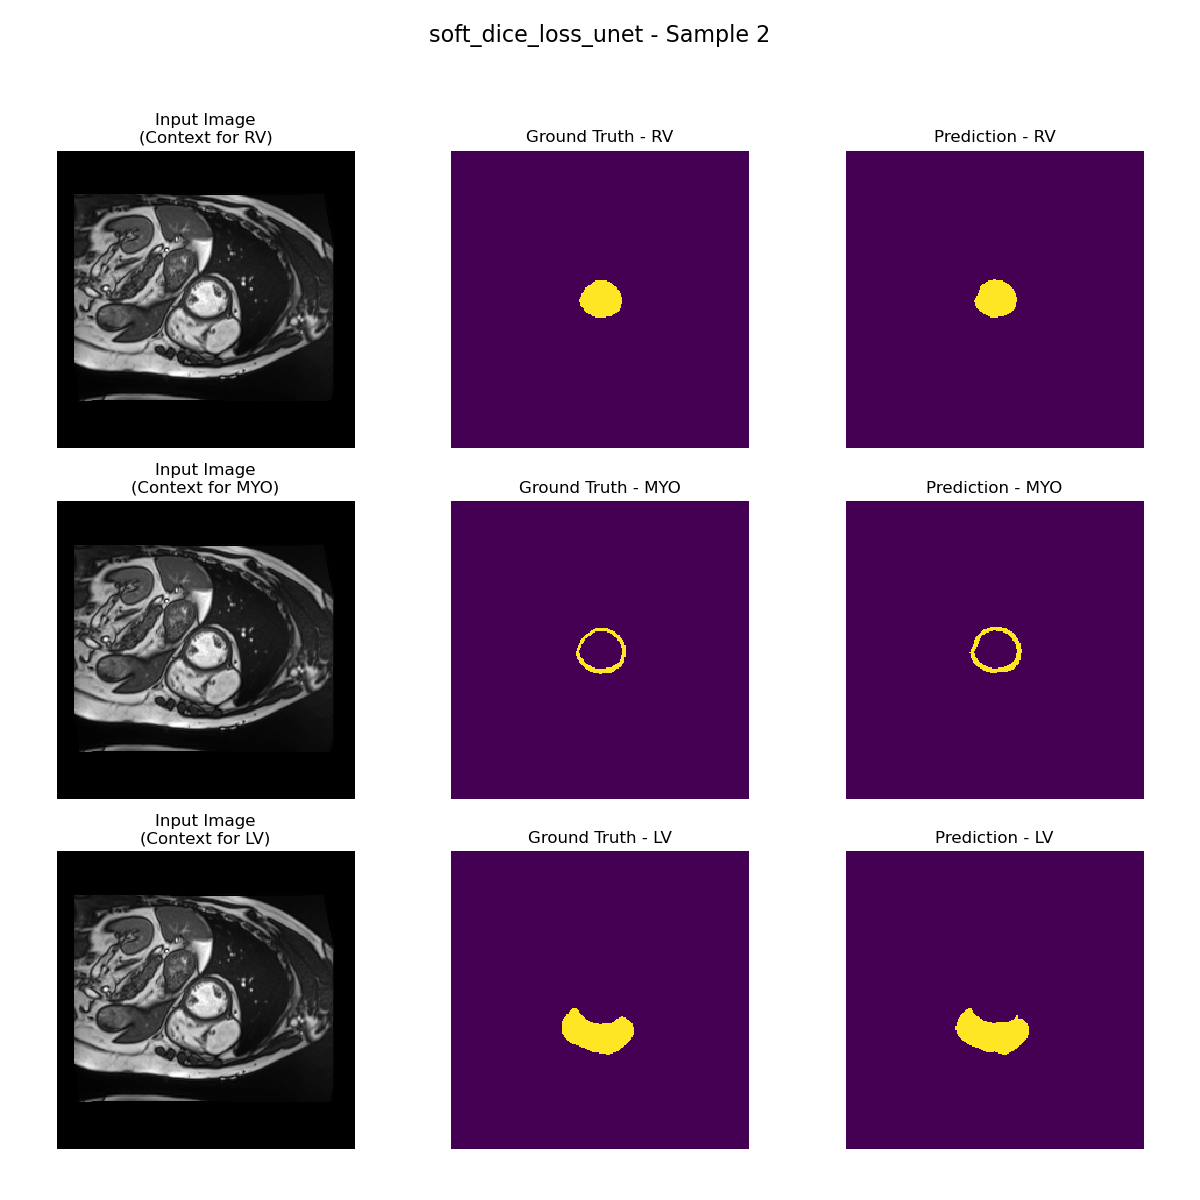 soft_dice_loss_unet - Sample 2
Input Image
(Context for RV)
Ground Truth - RV
Prediction - RV
Input Image
(Context for MYO)
Ground Truth - MYO
Prediction - MYO
Input Image
(Context for LV)
Ground Truth - LV
Prediction - LV